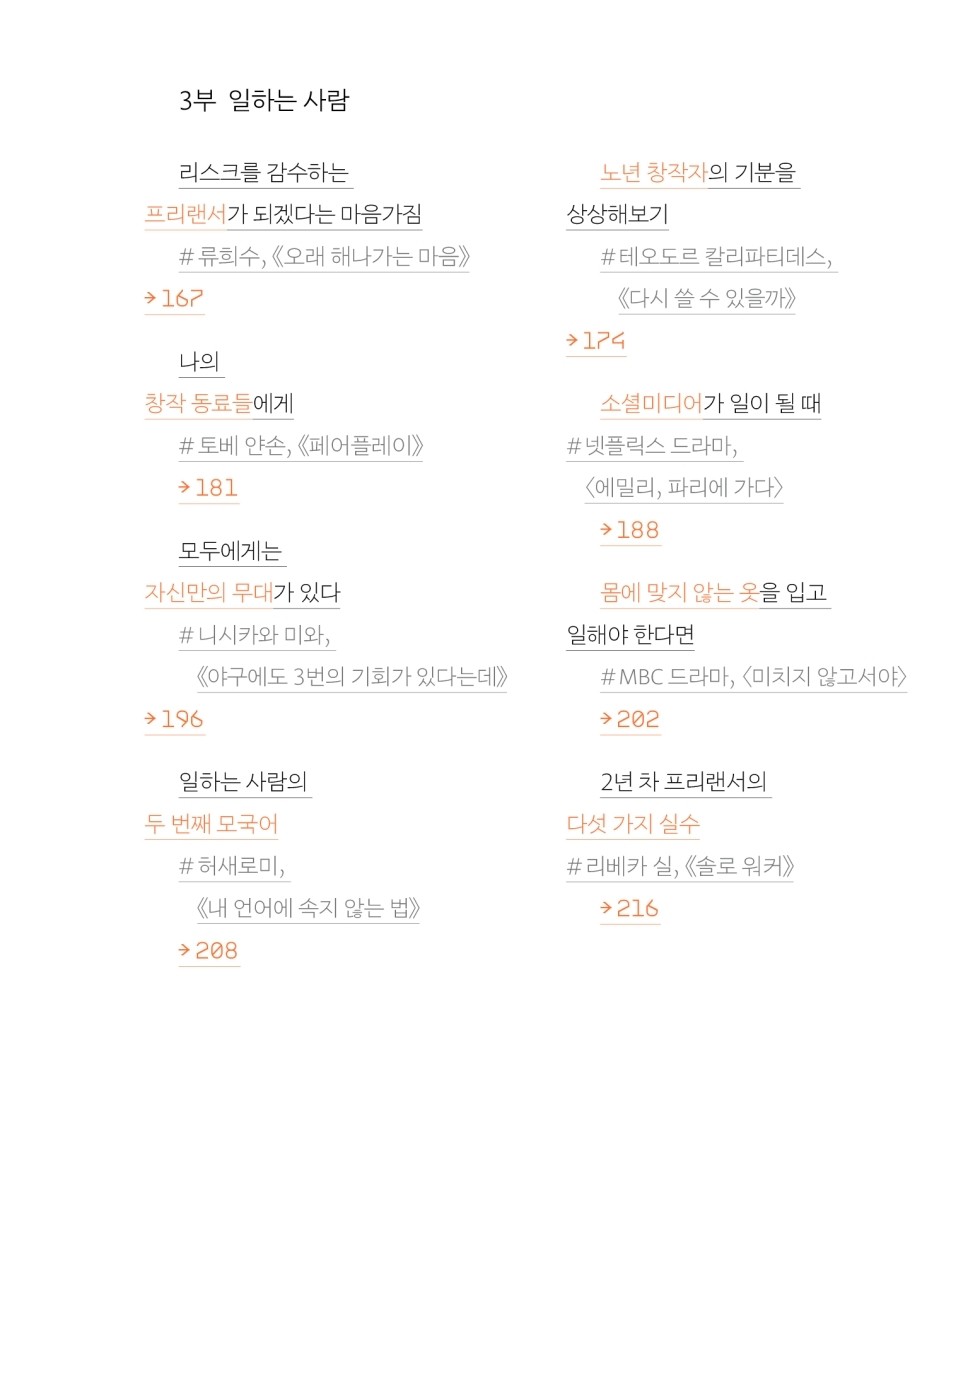 3부 일하는 사람
리스크를 감수하는
프리랜서가 되겠다는 마음가짐
# 류희수, 《오래 해나가는 마음》
→ 167
노년 창작자의 기분을
상상해보기
# 테오도르 칼리파티데스,
《다시 쓸 수 있을까》
→ 174
나의
창작 동료들에게
# 토베 얀손, 《페어플레이》
→ 181
소셜미디어가 일이 될 때
# 넷플릭스 드라마,
〈에밀리, 파리에 가다〉
→ 188
모두에게는
자신만의 무대가 있다
# 니시카와 미와,
《야구에도 3번의 기회가 있다는데》
→ 196
몸에 맞지 않는 옷을 입고
일해야 한다면
# MBC 드라마, 〈미치지 않고서야〉
→ 202
일하는 사람의
두 번째 모국어
# 허새로미,
《내 언어에 속지 않는 법》
→ 208
2년 차 프리랜서의
다섯 가지 실수
# 리베카 실, 《솔로 워커》
→ 216